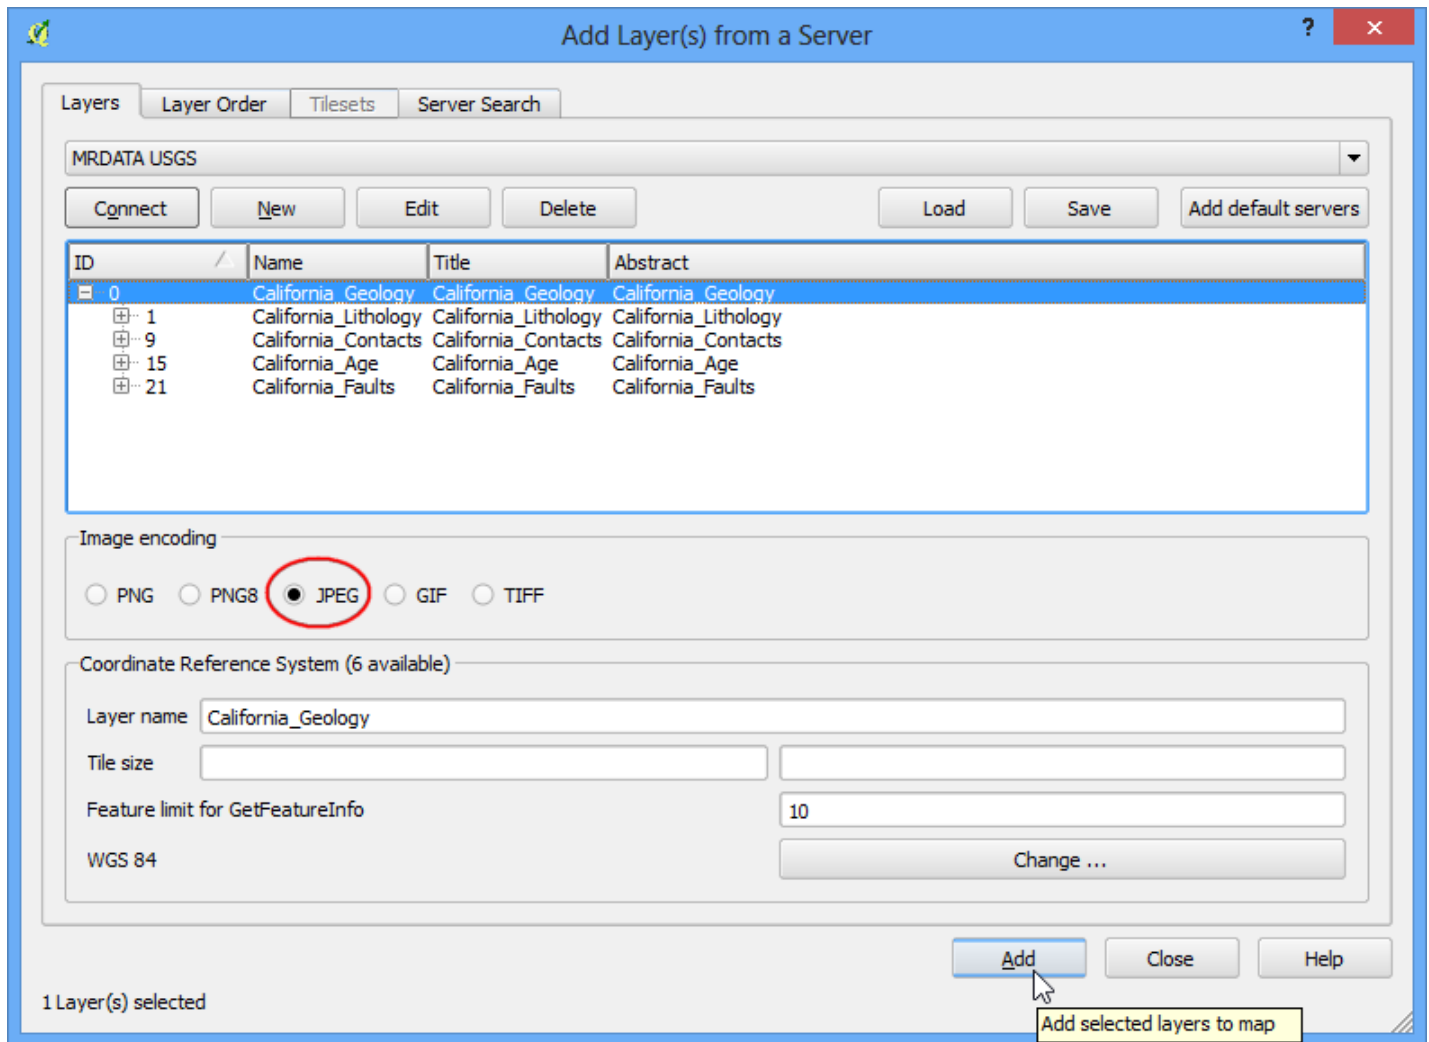 Add Layer(s) from a Server
?
Layers Layer Order Tilesets Server Search
MRDATA USGS
Connect New Edit Delete Load Save Add default servers
ID Name Title Abstract
0 California_Geology California_Geology California_Geology
1 California_Lithology California_Lithology California_Lithology
9 California_Contacts California_Contacts California_Contacts
15 California_Age California_Age California_Age
21 California_Faults California_Faults California_Faults
Image encoding
PNG PNG8 JPEG GIF TIFF
Coordinate Reference System (6 available)
Layer name California_Geology
Tile size
Feature limit for GetFeatureInfo 10
WGS 84 Change ...
Add Close Help
1 Layer(s) selected
Add selected layers to map